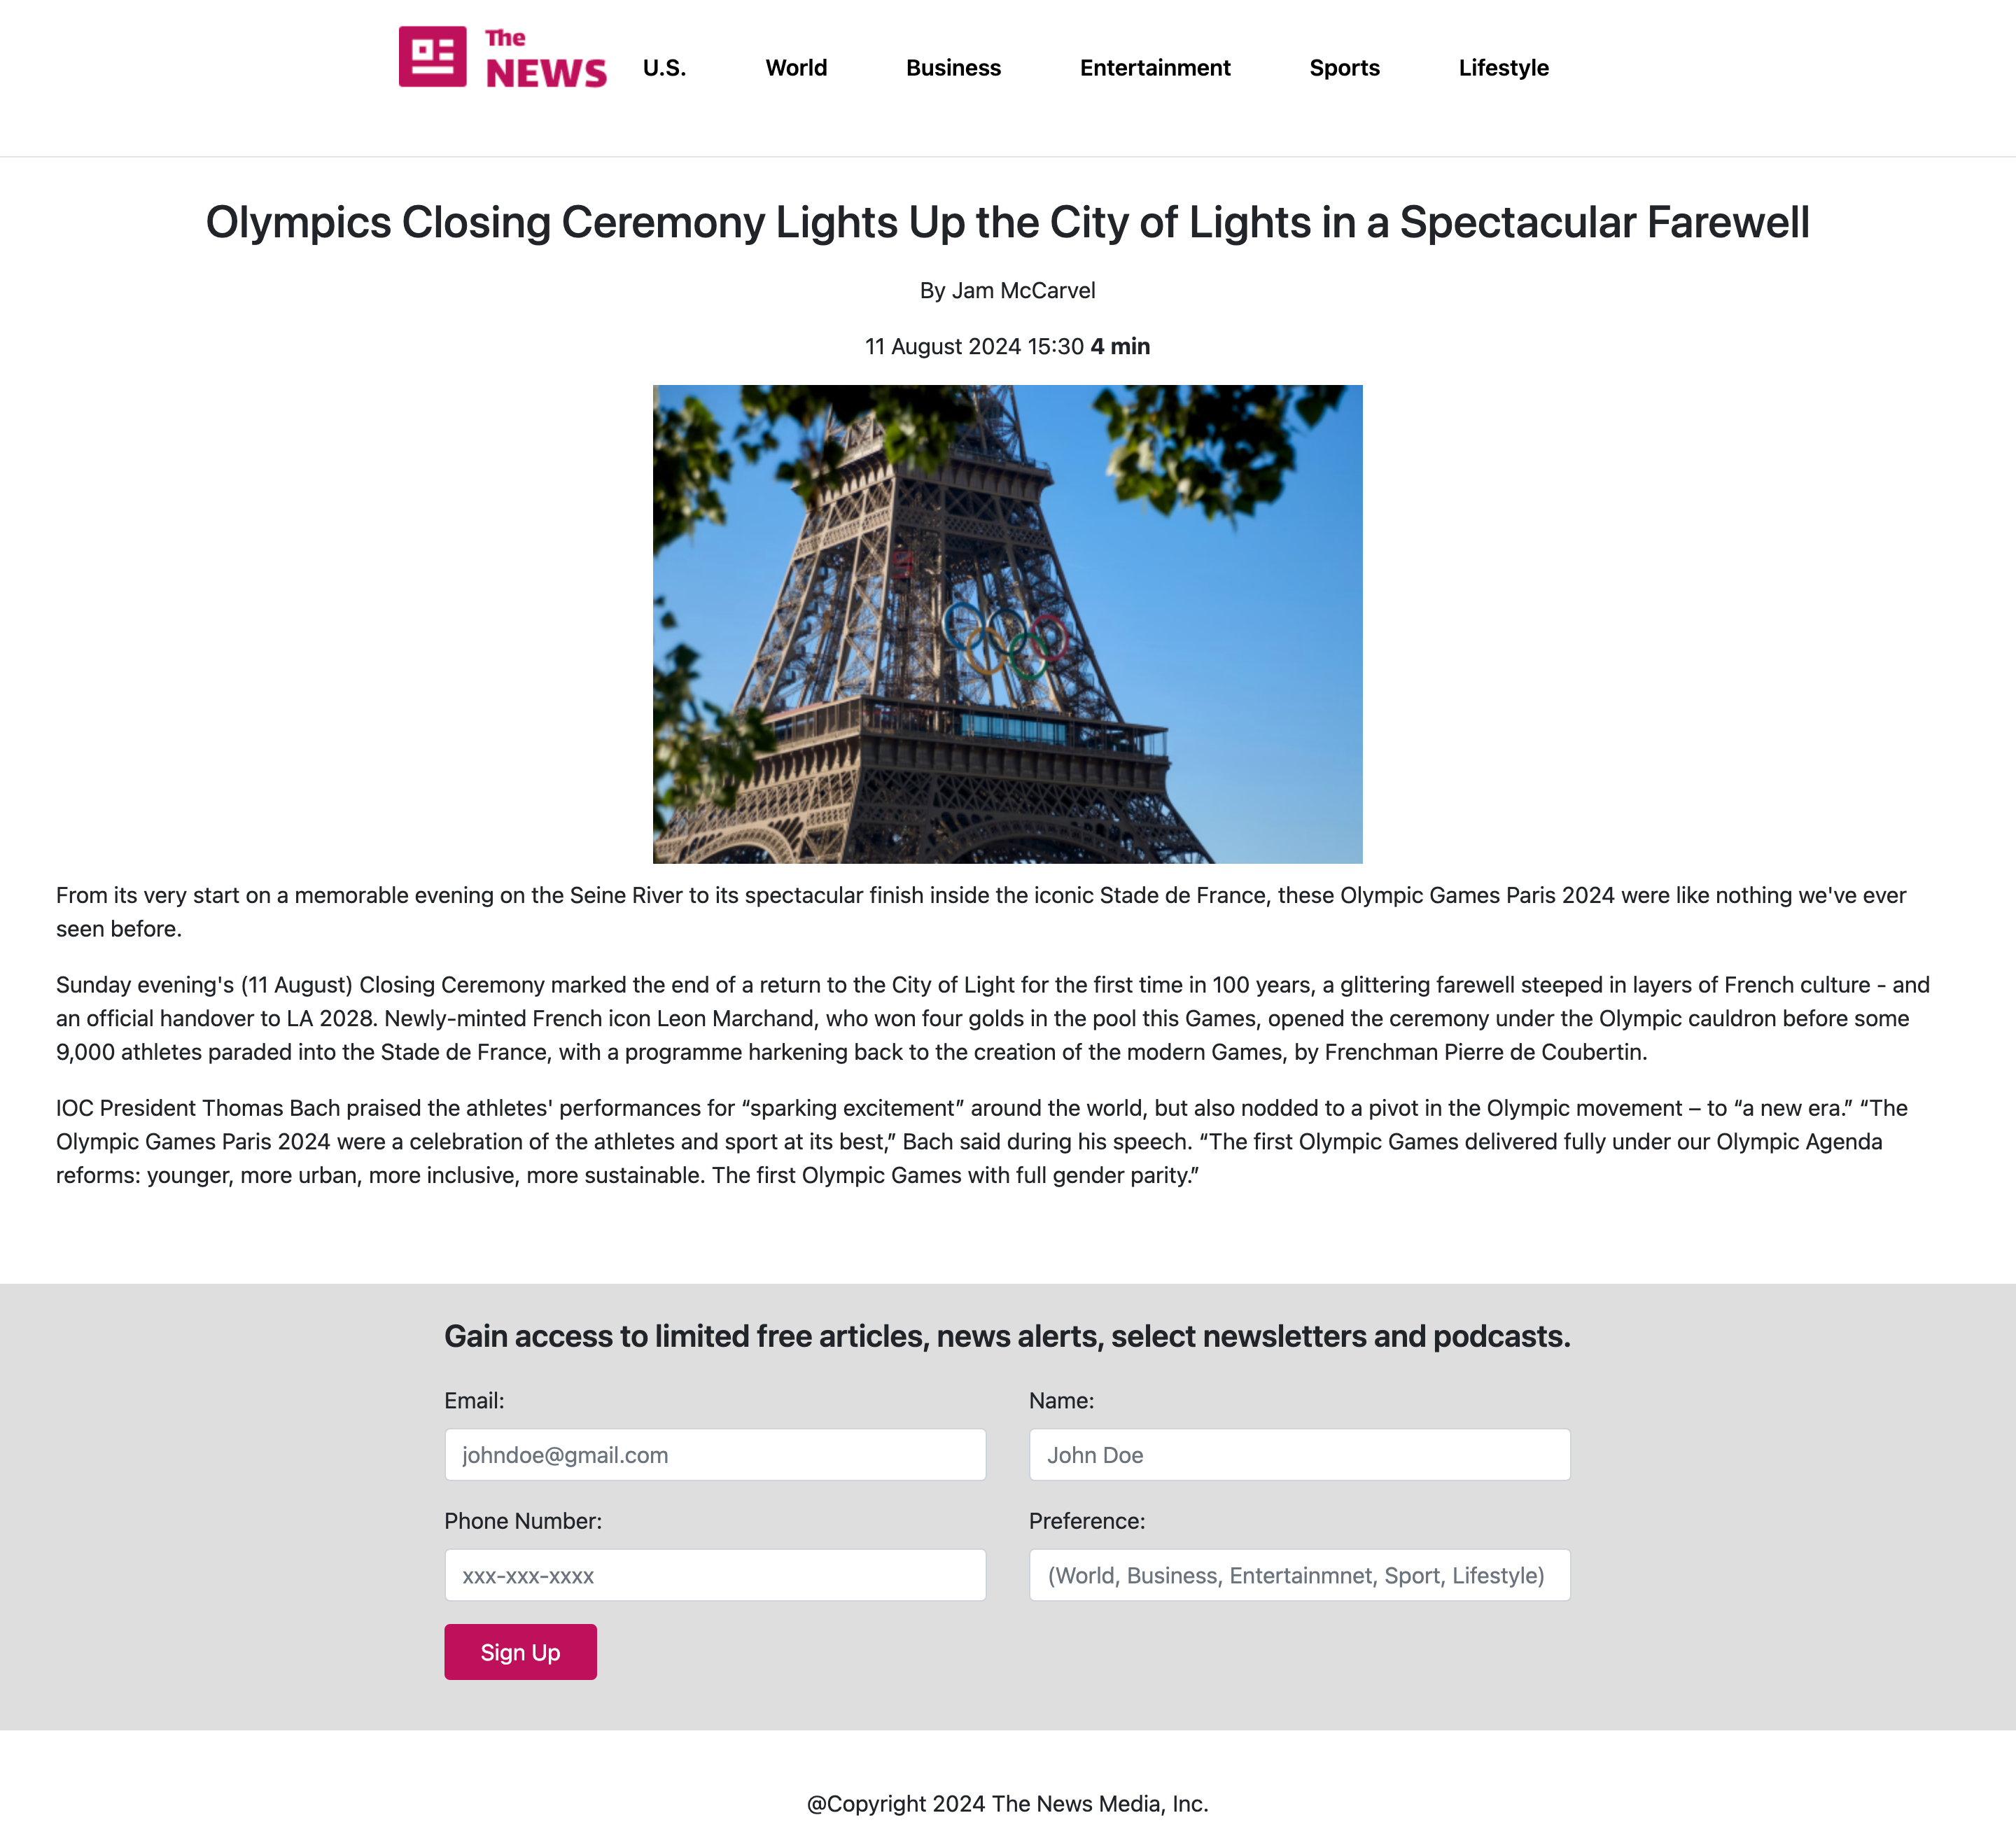 The
NEWS
U.S. World Business Entertainment Sports Lifestyle
Olympics Closing Ceremony Lights Up the City of Lights in a Spectacular Farewell
By Jam McCarvel
11 August 2024 15:30 4 min
From its very start on a memorable evening on the Seine River to its spectacular finish inside the iconic Stade de France, these Olympic Games Paris 2024 were like nothing we've ever
seen before.
Sunday evening's (11 August) Closing Ceremony marked the end of a return to the City of Light for the first time in 100 years, a glittering farewell steeped in layers of French culture - and
an official handover to LA 2028. Newly-minted French icon Leon Marchand, who won four golds in the pool this Games, opened the ceremony under the Olympic cauldron before some
9,000 athletes paraded into the Stade de France, with a programme harkening back to the creation of the modern Games, by Frenchman Pierre de Coubertin.
IOC President Thomas Bach praised the athletes' performances for “sparking excitement” around the world, but also nodded to a pivot in the Olympic movement – to “a new era.” “The
Olympic Games Paris 2024 were a celebration of the athletes and sport at its best,” Bach said during his speech. “The first Olympic Games delivered fully under our Olympic Agenda
reforms: younger, more urban, more inclusive, more sustainable. The first Olympic Games with full gender parity.”
Gain access to limited free articles, news alerts, select newsletters and podcasts.
Email: Name:
johndoe@gmail.com John Doe
Phone Number: Preference:
xxx-xxx-xxxx (World, Business, Entertainmnet, Sport, Lifestyle)
Sign Up
@Copyright 2024 The News Media, Inc.